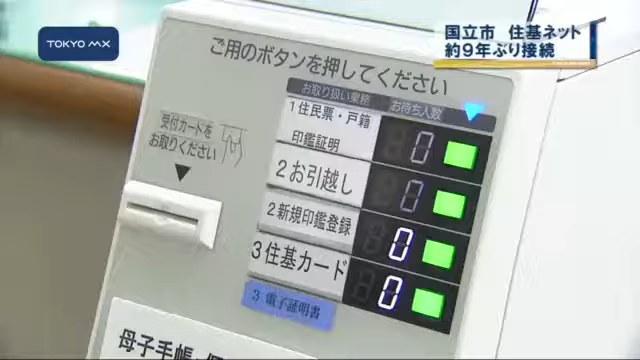 TOKYO MX
国立市 住基ネット
約9年ぶり接続
ご用のボタンを押してください
お取り扱い業務 お待ち人数
受付カードを
お取りください
1住民票・戸籍
印鑑証明
0
2お引越し
0
2新規印鑑登録
0
3住基カード
0
3 電子証明書
母子手帳・